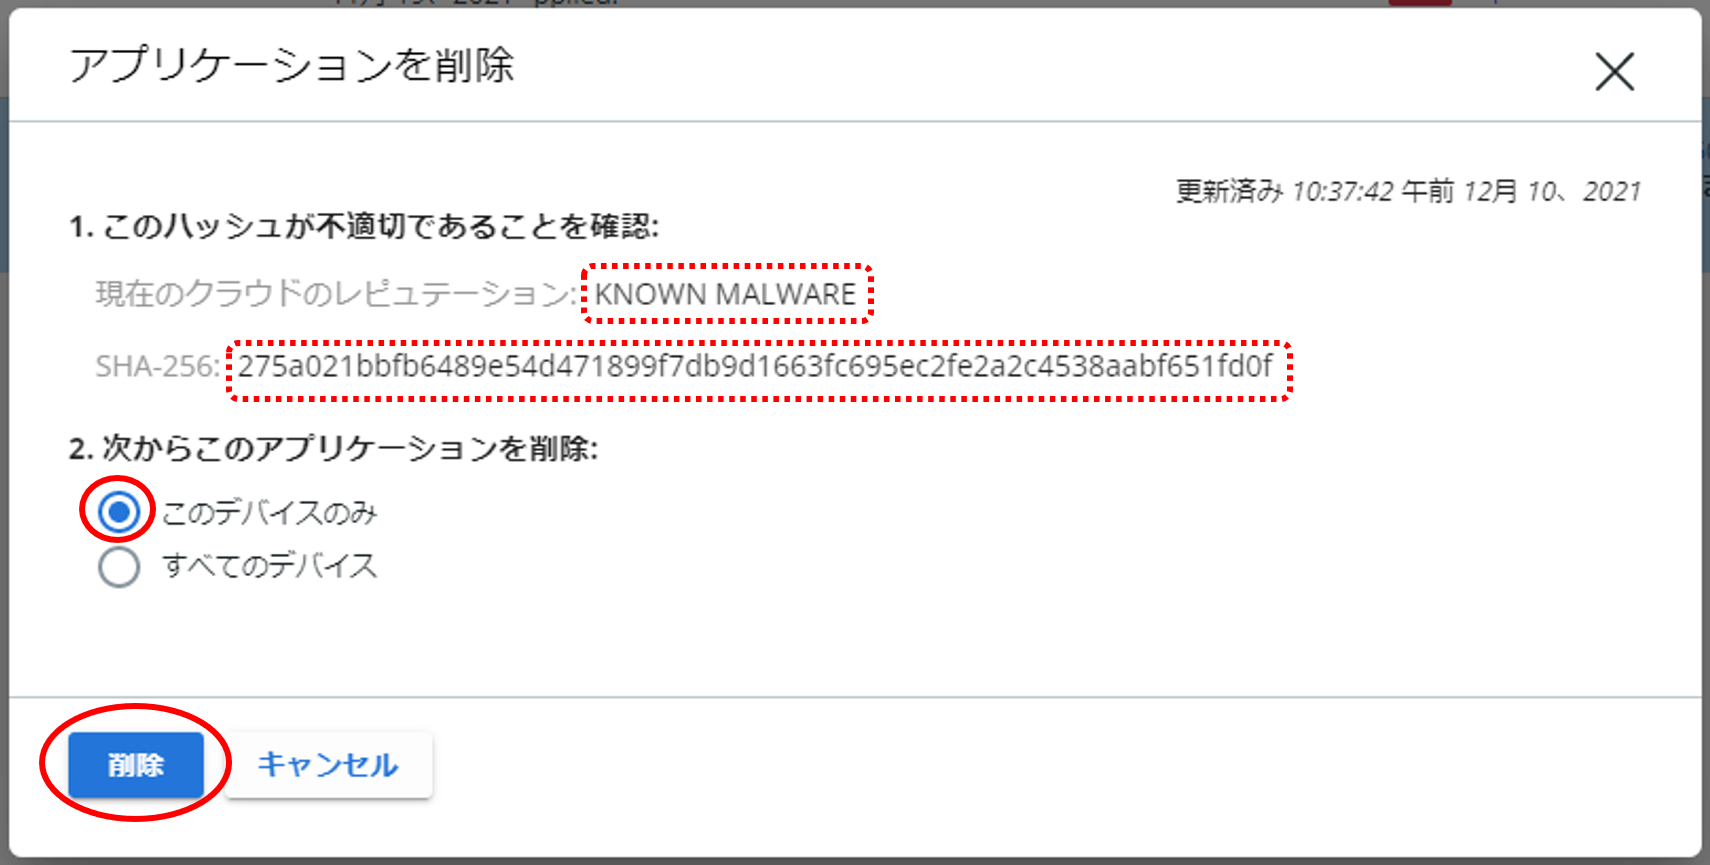 アプリケーションを削除
更新済み 10:37:42 午前 12月 10、2021
1. このハッシュが不適切であることを確認:
現在のクラウドのレピュテーション: KNOWN MALWARE
SHA-256: 275a021bbfb6489e54d471899f7db9d1663fc695ec2fe2a2c4538aabf651fd0f
2. 次からこのアプリケーションを削除:
このデバイスのみ
すべてのデバイス
削除 キャンセル